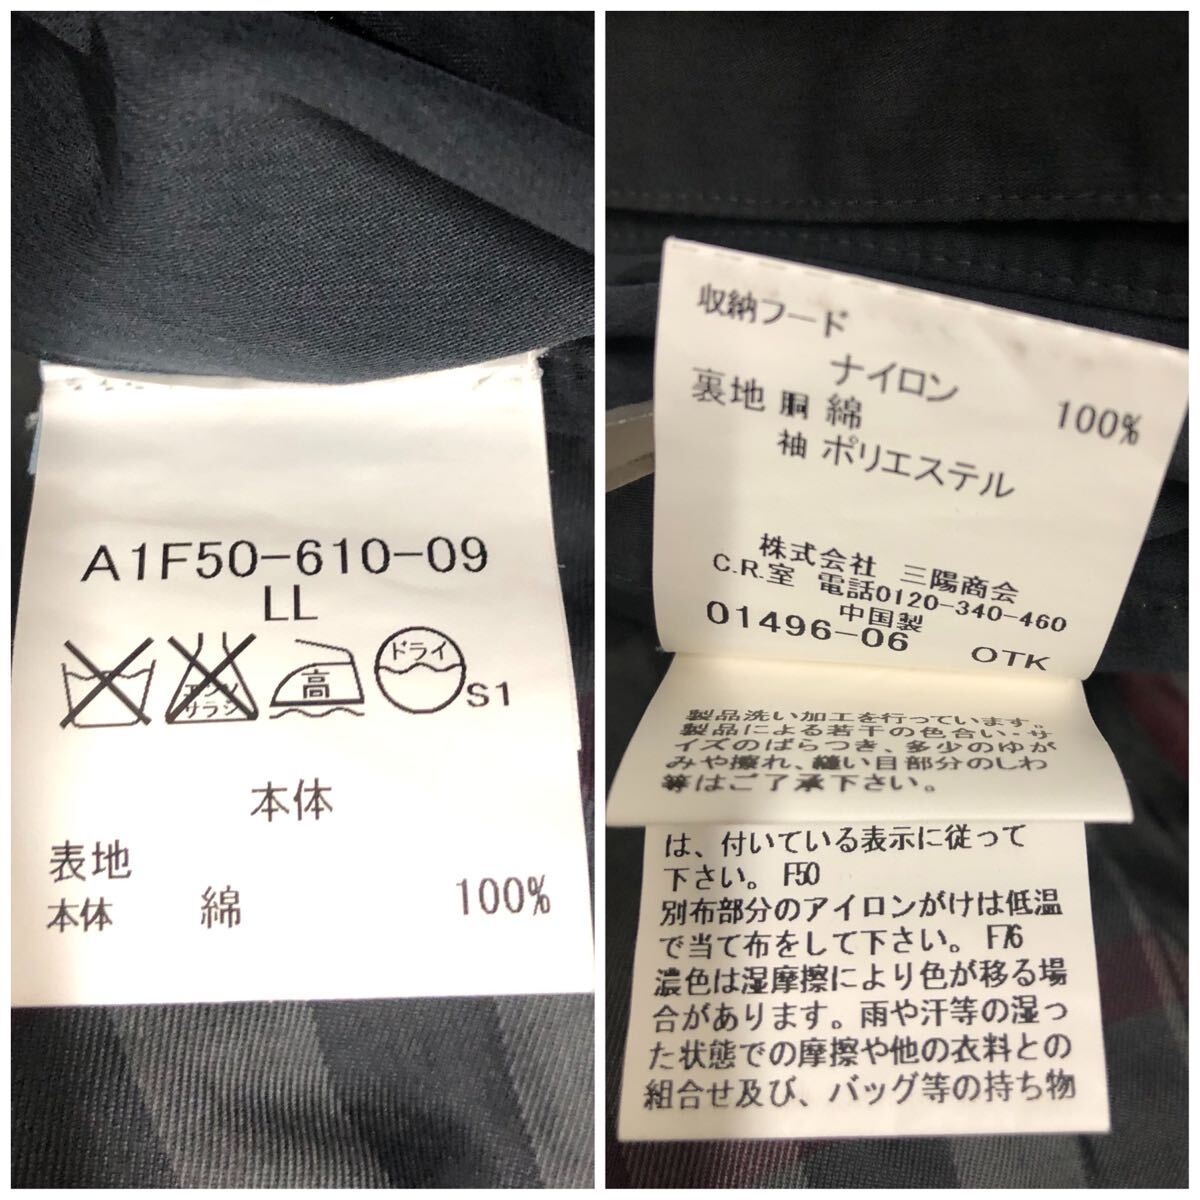 A1F50-610-09
LL
ドライ
エンソ
サラシ
高
S1
本体
表地
本体 綿 100%
収納フード
ナイロン 100%
裏地 胴 綿
袖 ポリエステル
株式会社 三陽商会
C.R.室 電話0120-340-460
中国製
01496-06 OTK
製品洗い加工を行っています。
製品による若干の色合い・サ
イズのばらつき、多少のゆが
みや擦れ、縫い目部分のしわ
等はご了承下さい。
は、付いている表示に従って
下さい。 F50
別布部分のアイロンがけは低温
で当て布をして下さい。 F76
濃色は湿摩擦により色が移る場
合があります。雨や汗等の湿っ
た状態での摩擦や他の衣料との
組合せ及び、バッグ等の持ち物